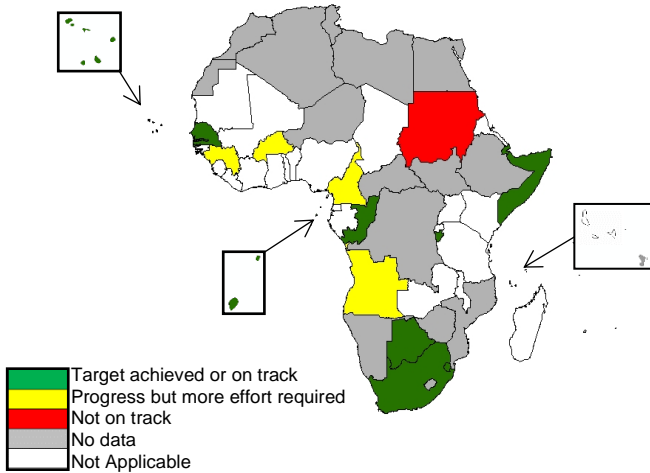 Target achieved or on track
Progress but more effort required
Not on track
No data
Not Applicable